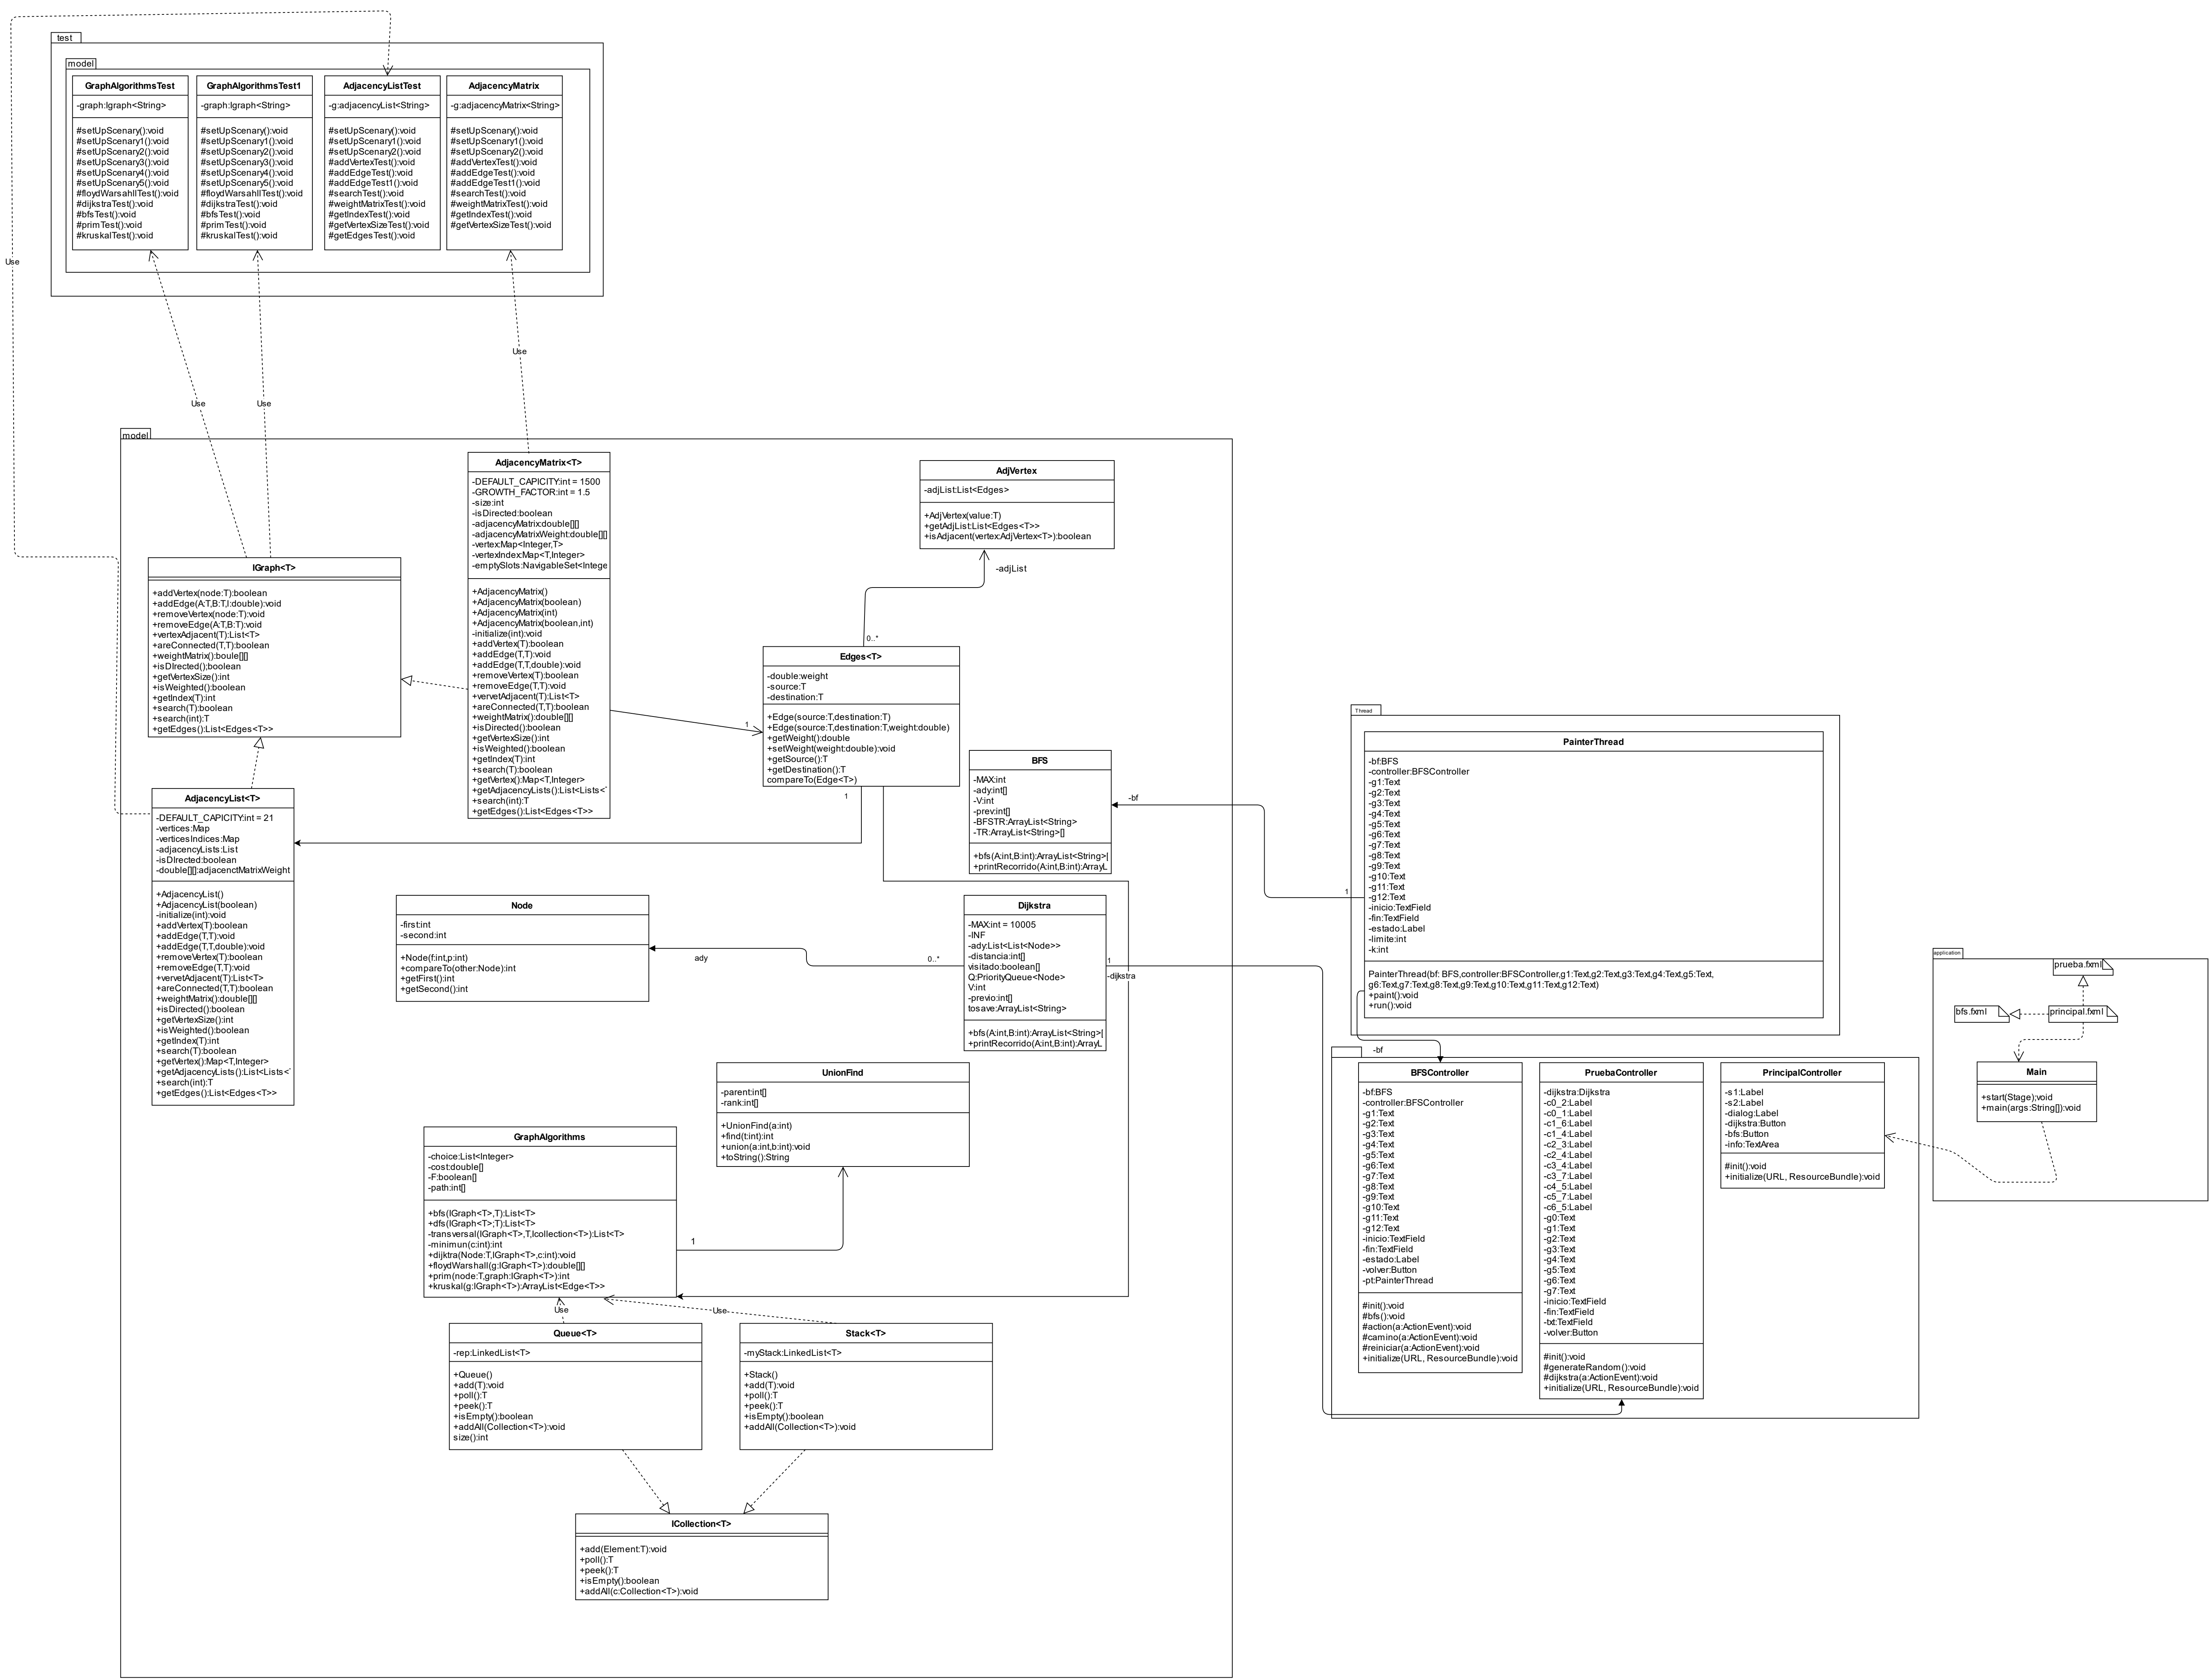 test
model
GraphAlgorithmsTest
-graph:Igraph<String>
#setUpScenary():void
#setUpScenary1():void
#setUpScenary2():void
#setUpScenary3():void
#setUpScenary4():void
#setUpScenary5():void
#floydWarsahllTest():void
#dijkstraTest():void
#bfsTest():void
#primTest():void
#kruskalTest():void
GraphAlgorithmsTest1
-graph:Igraph<String>
#setUpScenary():void
#setUpScenary1():void
#setUpScenary2():void
#setUpScenary3():void
#setUpScenary4():void
#setUpScenary5():void
#floydWarsahllTest():void
#dijkstraTest():void
#bfsTest():void
#primTest():void
#kruskalTest():void
AdjacencyListTest
-g:adjacencyList<String>
#setUpScenary():void
#setUpScenary1():void
#setUpScenary2():void
#addVertexTest():void
#addEdgeTest():void
#addEdgeTest1():void
#searchTest():void
#weightMatrixTest():void
#getIndexTest():void
#getVertexSizeTest():void
#getEdgesTest():void
AdjacencyMatrix
-g:adjacencyMatrix<String>
#setUpScenary():void
#setUpScenary1():void
#setUpScenary2():void
#addVertexTest():void
#addEdgeTest():void
#addEdgeTest1():void
#searchTest():void
#weightMatrixTest():void
#getIndexTest():void
#getVertexSizeTest():void
Use
Use
Use
Use
model
IGraph<T>
+addVertex(node:T):boolean
+addEdge(A:T,B:T,l:double):void
+removeVertex(node:T):void
+removeEdge(A:T,B:T):void
+vertexAdjacent(T):List<T>
+areConnected(T,T):boolean
+weightMatrix():boule[][]
+isDIrected();boolean
+getVertexSize():int
+isWeighted():boolean
+getIndex(T):int
+search(T):boolean
+search(int):T
+getEdges():List<Edges<T>>
AdjacencyMatrix<T>
-DEFAULT_CAPICITY:int = 1500
-GROWTH_FACTOR:int = 1.5
-size:int
-isDirected:boolean
-adjacencyMatrix:double[][]
-adjacencyMatrixWeight:double[][]
-vertex:Map<Integer,T>
-vertexIndex:Map<T,Integer>
-emptySlots:NavigableSet<Intege
+AdjacencyMatrix()
+AdjacencyMatrix(boolean)
+AdjacencyMatrix(int)
+AdjacencyMatrix(boolean,int)
-initialize(int):void
+addVertex(T):boolean
+addEdge(T,T):void
+addEdge(T,T,double):void
+removeVertex(T):boolean
+removeEdge(T,T):void
+vervetAdjacent(T):List<T>
+areConnected(T,T):boolean
+weightMatrix():double[][]
+isDirected():boolean
+getVertexSize():int
+isWeighted():boolean
+getIndex(T):int
+search(T):boolean
+getVertex():Map<T,Integer>
+getAdjacencyLists():List<Lists<
+search(int):T
+getEdges():List<Edges<T>>
AdjVertex
-adjList:List<Edges>
+AdjVertex(value:T)
+getAdjList:List<Edges<T>>
+isAdjacent(vertex:AdjVertex<T>):boolean
-adjList
0..*
Edges<T>
-double:weight
-source:T
-destination:T
+Edge(source:T,destination:T)
+Edge(source:T,destination:T,weight:double)
+getWeight():double
+setWeight(weight:double):void
+getSource():T
+getDestination():T
compareTo(Edge<T>)
1
1
AdjacencyList<T>
-DEFAULT_CAPICITY:int = 21
-vertices:Map
-verticesIndices:Map
-adjacencyLists:List
-isDIrected:boolean
-double[][]:adjacenctMatrixWeight
+AdjacencyList()
+AdjacencyList(boolean)
-initialize(int):void
+addVertex(T):boolean
+addEdge(T,T):void
+addEdge(T,T,double):void
+removeVertex(T):boolean
+removeEdge(T,T):void
+vervetAdjacent(T):List<T>
+areConnected(T,T):boolean
+weightMatrix():double[][]
+isDirected():boolean
+getVertexSize():int
+isWeighted():boolean
+getIndex(T):int
+search(T):boolean
+getVertex():Map<T,Integer>
+getAdjacencyLists():List<Lists<
+search(int):T
+getEdges():List<Edges<T>>
BFS
-MAX:int
-ady:int[]
-V:int
-prev:int[]
-BFSTR:ArrayList<String>
-TR:ArrayList<String>[]
+bfs(A:int,B:int):ArrayList<String>[
+printRecorrido(A:int,B:int):ArrayL
-bf
1
Node
-first:int
-second:int
+Node(f:int,p:int)
+compareTo(other:Node):int
+getFirst():int
+getSecond():int
ady
0..*
Dijkstra
-MAX:int = 10005
-INF
-ady:List<List<Node>>
-distancia:int[]
visitado:boolean[]
Q:PriorityQueue<Node>
V:int
-previo:int[]
tosave:ArrayList<String>
+bfs(A:int,B:int):ArrayList<String>[
+printRecorrido(A:int,B:int):ArrayL
1
-dijkstra
UnionFind
-parent:int[]
-rank:int[]
+UnionFind(a:int)
+find(t:int):int
+union(a:int,b:int):void
+toString():String
GraphAlgorithms
-choice:List<Integer>
-cost:double[]
-F:boolean[]
-path:int[]
+bfs(IGraph<T>,T):List<T>
+dfs(IGraph<T>;T):List<T>
-transversal(IGraph<T>,T,Icollection<T>):List<T>
-minimun(c:int):int
+dijktra(Node:T,IGraph<T>,c:int):void
+floydWarshall(g:IGraph<T>):double[][]
+prim(node:T,graph:IGraph<T>):int
+kruskal(g:IGraph<T>):ArrayList<Edge<T>>
1
Use
Use
Queue<T>
-rep:LinkedList<T>
+Queue()
+add(T):void
+poll():T
+peek():T
+isEmpty():boolean
+addAll(Collection<T>):void
size():int
Stack<T>
-myStack:LinkedList<T>
+Stack()
+add(T):void
+poll():T
+peek():T
+isEmpty():boolean
+addAll(Collection<T>):void
ICollection<T>
+add(Element:T):void
+poll():T
+peek():T
+isEmpty():boolean
+addAll(c:Collection<T>):void
Thread
PainterThread
-bf:BFS
-controller:BFSController
-g1:Text
-g2:Text
-g3:Text
-g4:Text
-g5:Text
-g6:Text
-g7:Text
-g8:Text
-g9:Text
-g10:Text
-g11:Text
-g12:Text
-inicio:TextField
-fin:TextField
-estado:Label
-limite:int
-k:int
PainterThread(bf: BFS,controller:BFSController,g1:Text,g2:Text,g3:Text,g4:Text,g5:Text,
g6:Text,g7:Text,g8:Text,g9:Text,g10:Text,g11:Text,g12:Text)
+paint():void
+run():void
-bf
BFSController
-bf:BFS
-controller:BFSController
-g1:Text
-g2:Text
-g3:Text
-g4:Text
-g5:Text
-g6:Text
-g7:Text
-g8:Text
-g9:Text
-g10:Text
-g11:Text
-g12:Text
-inicio:TextField
-fin:TextField
-estado:Label
-volver:Button
-pt:PainterThread
#init():void
#bfs():void
#action(a:ActionEvent):void
#camino(a:ActionEvent):void
#reiniciar(a:ActionEvent):void
+initialize(URL, ResourceBundle):void
PruebaController
-dijkstra:Dijkstra
-c0_2:Label
-c0_1:Label
-c1_6:Label
-c1_4:Label
-c2_3:Label
-c2_4:Label
-c3_4:Label
-c3_7:Label
-c4_5:Label
-c5_7:Label
-c6_5:Label
-g0:Text
-g1:Text
-g2:Text
-g3:Text
-g4:Text
-g5:Text
-g6:Text
-g7:Text
-inicio:TextField
-fin:TextField
-txt:TextField
-volver:Button
#init():void
#generateRandom():void
#dijkstra(a:ActionEvent):void
+initialize(URL, ResourceBundle):void
PrincipalController
-s1:Label
-s2:Label
-dialog:Label
-dijkstra:Button
-bfs:Button
-info:TextArea
#init():void
+initialize(URL, ResourceBundle):void
application
prueba.fxml
bfs.fxml
principal.fxml
Main
+start(Stage);void
+main(args:String[]):void